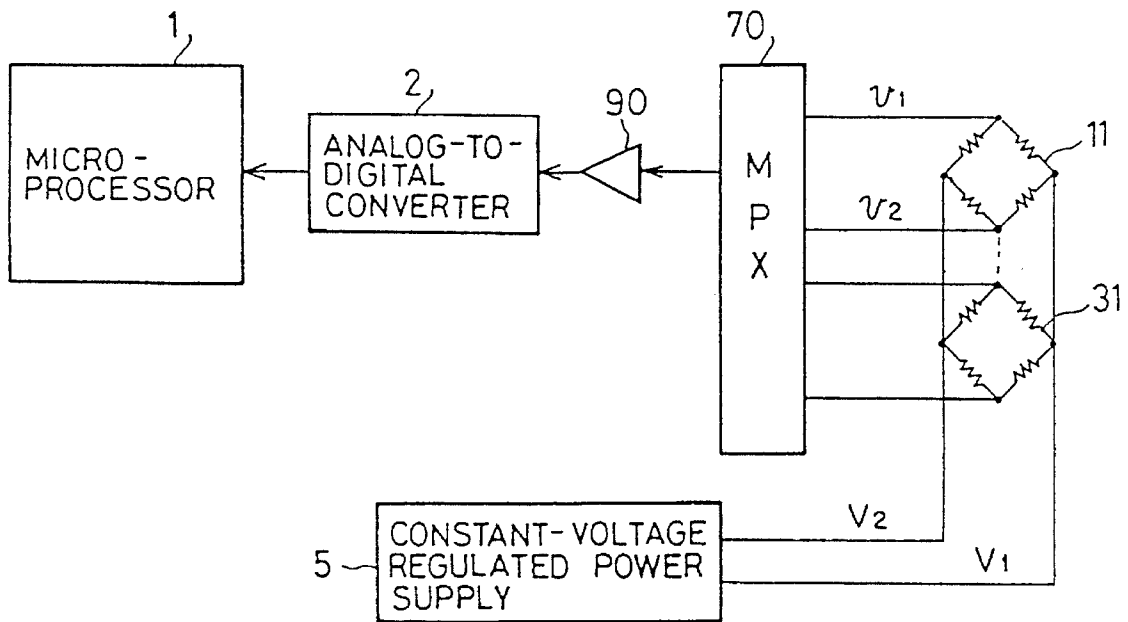 1
MICRO-
PROCESSOR
2
ANALOG-TO-
DIGITAL
CONVERTER
90
70
M
P
X
v1
v2
11
31
5
CONSTANT-VOLTAGE
REGULATED POWER
SUPPLY
V2
V1